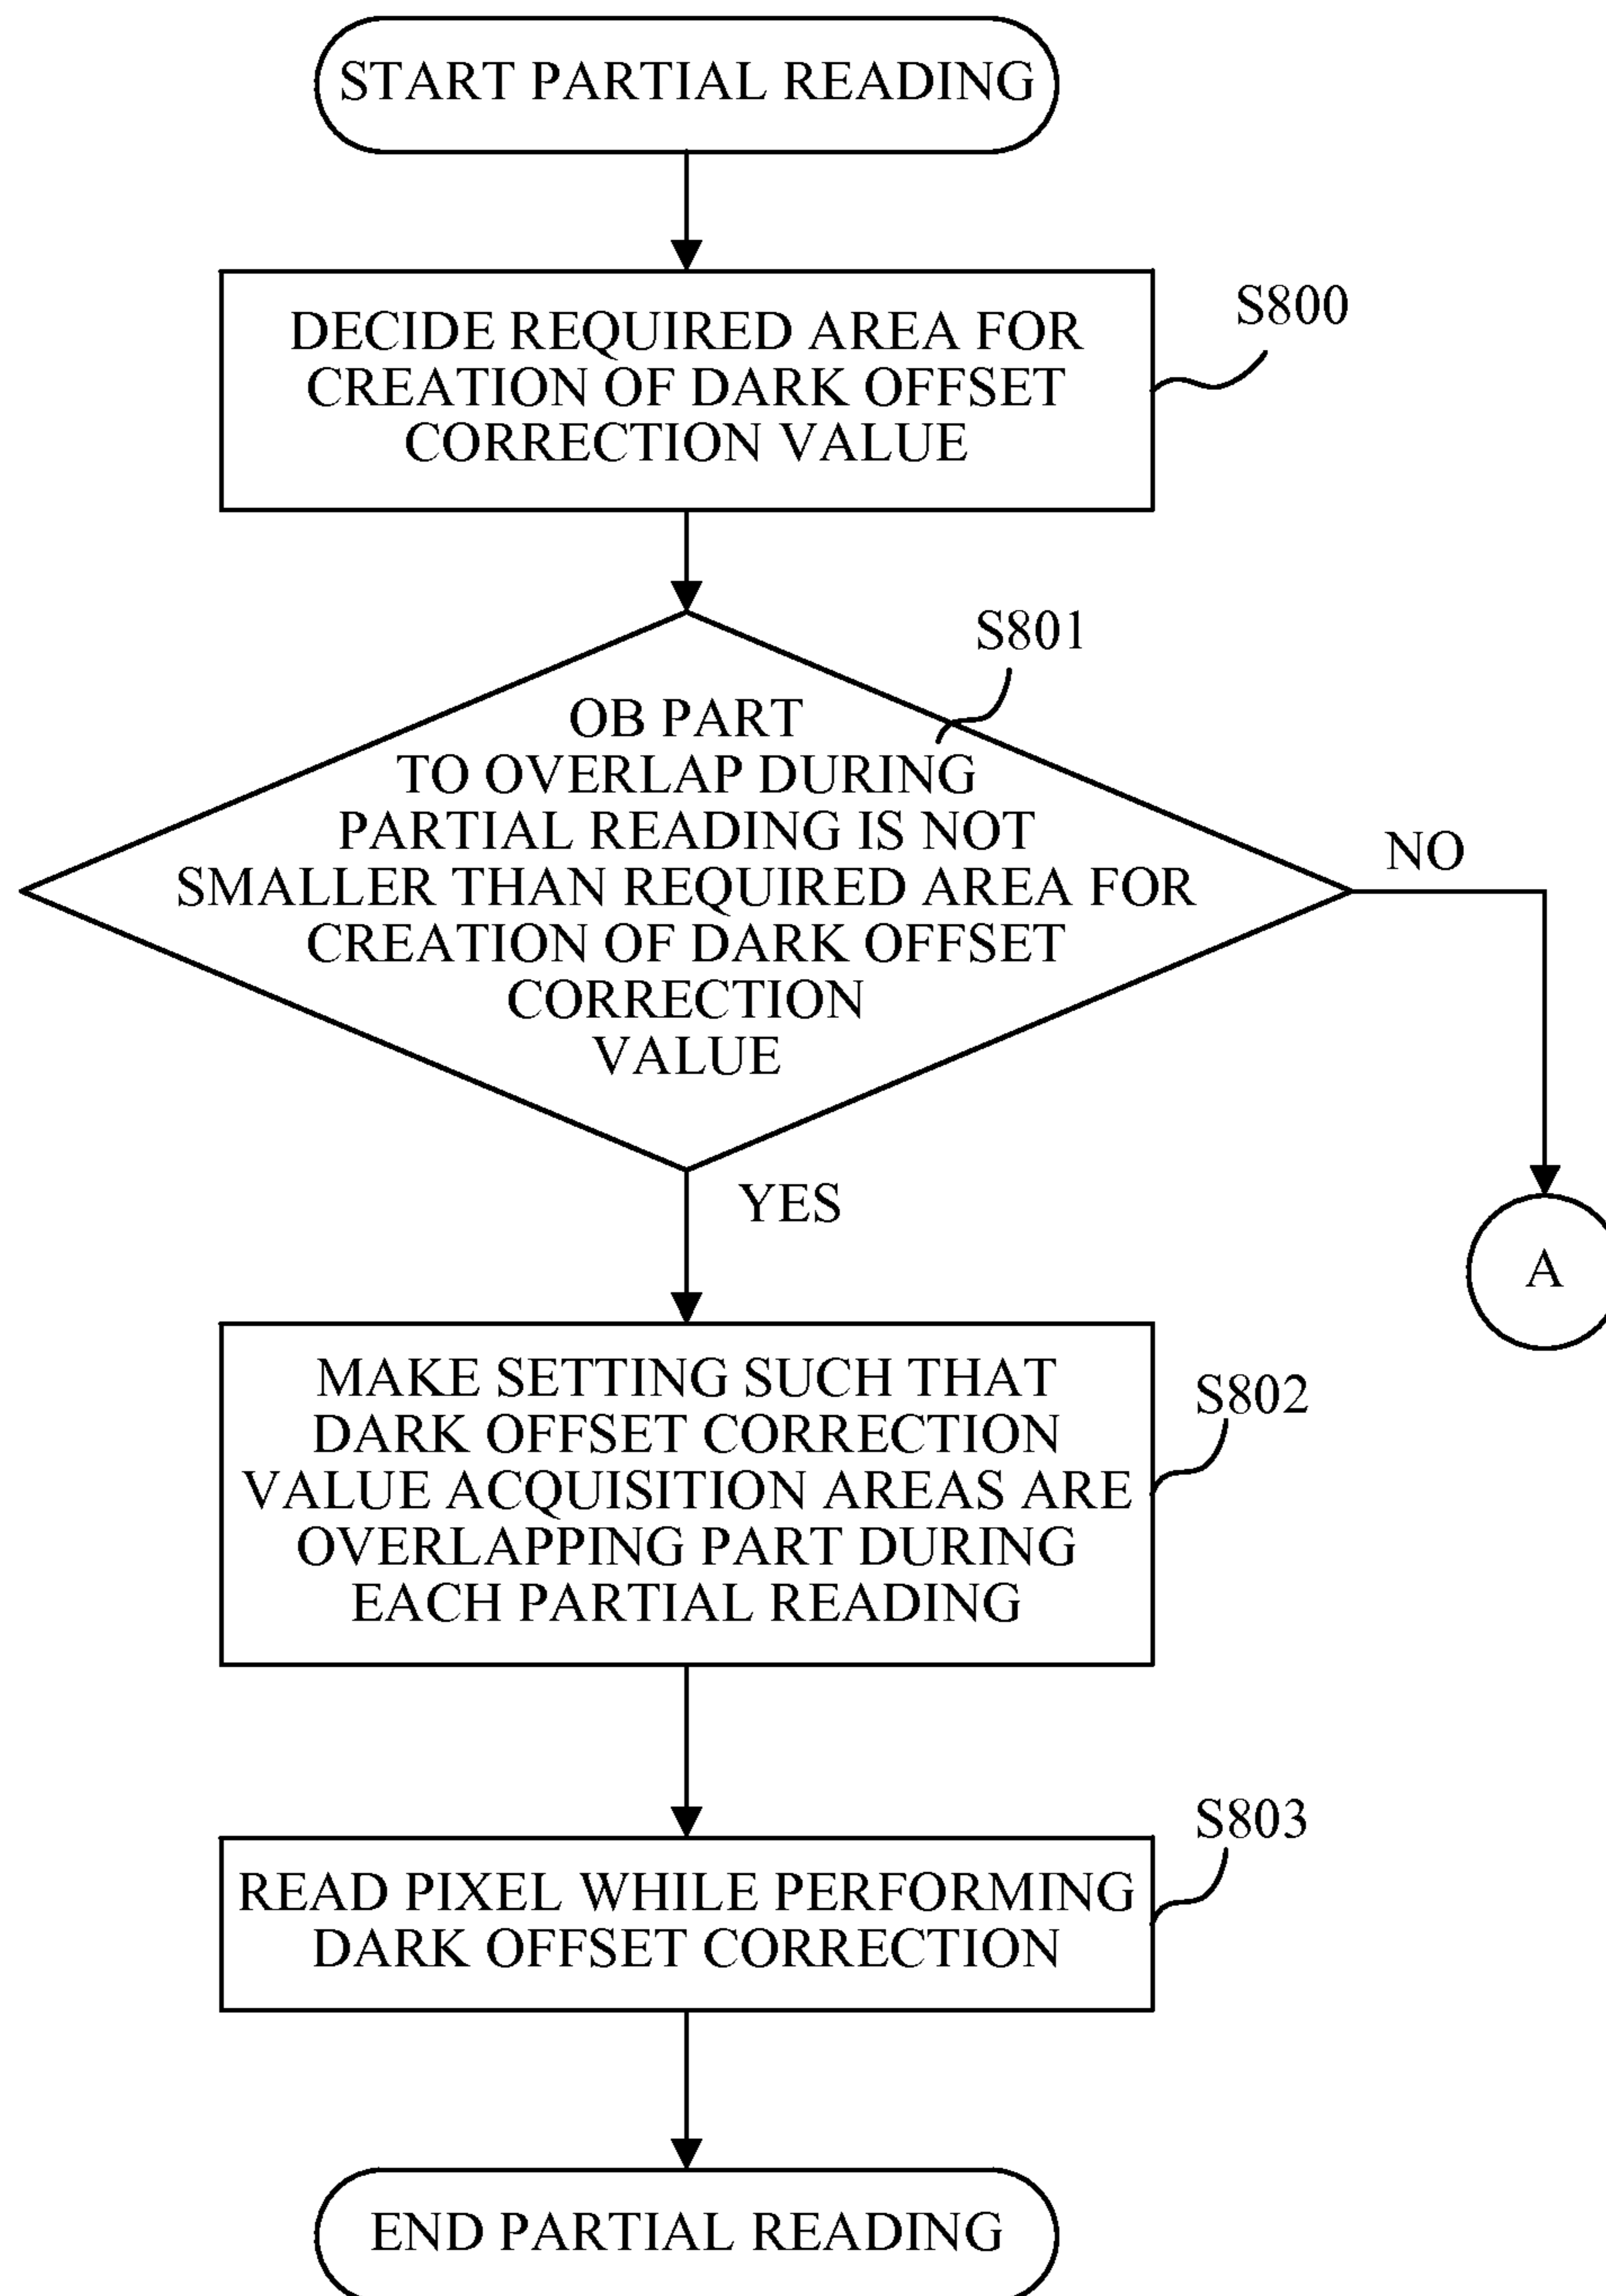 START PARTIAL READING
DECIDE REQUIRED AREA FOR
CREATION OF DARK OFFSET
CORRECTION VALUE
S800
S801
OB PART
TO OVERLAP DURING
PARTIAL READING IS NOT
SMALLER THAN REQUIRED AREA FOR
CREATION OF DARK OFFSET
CORRECTION
VALUE
NO
YES
A
MAKE SETTING SUCH THAT
DARK OFFSET CORRECTION
VALUE ACQUISITION AREAS ARE
OVERLAPPING PART DURING
EACH PARTIAL READING
S802
READ PIXEL WHILE PERFORMING
DARK OFFSET CORRECTION
S803
END PARTIAL READING